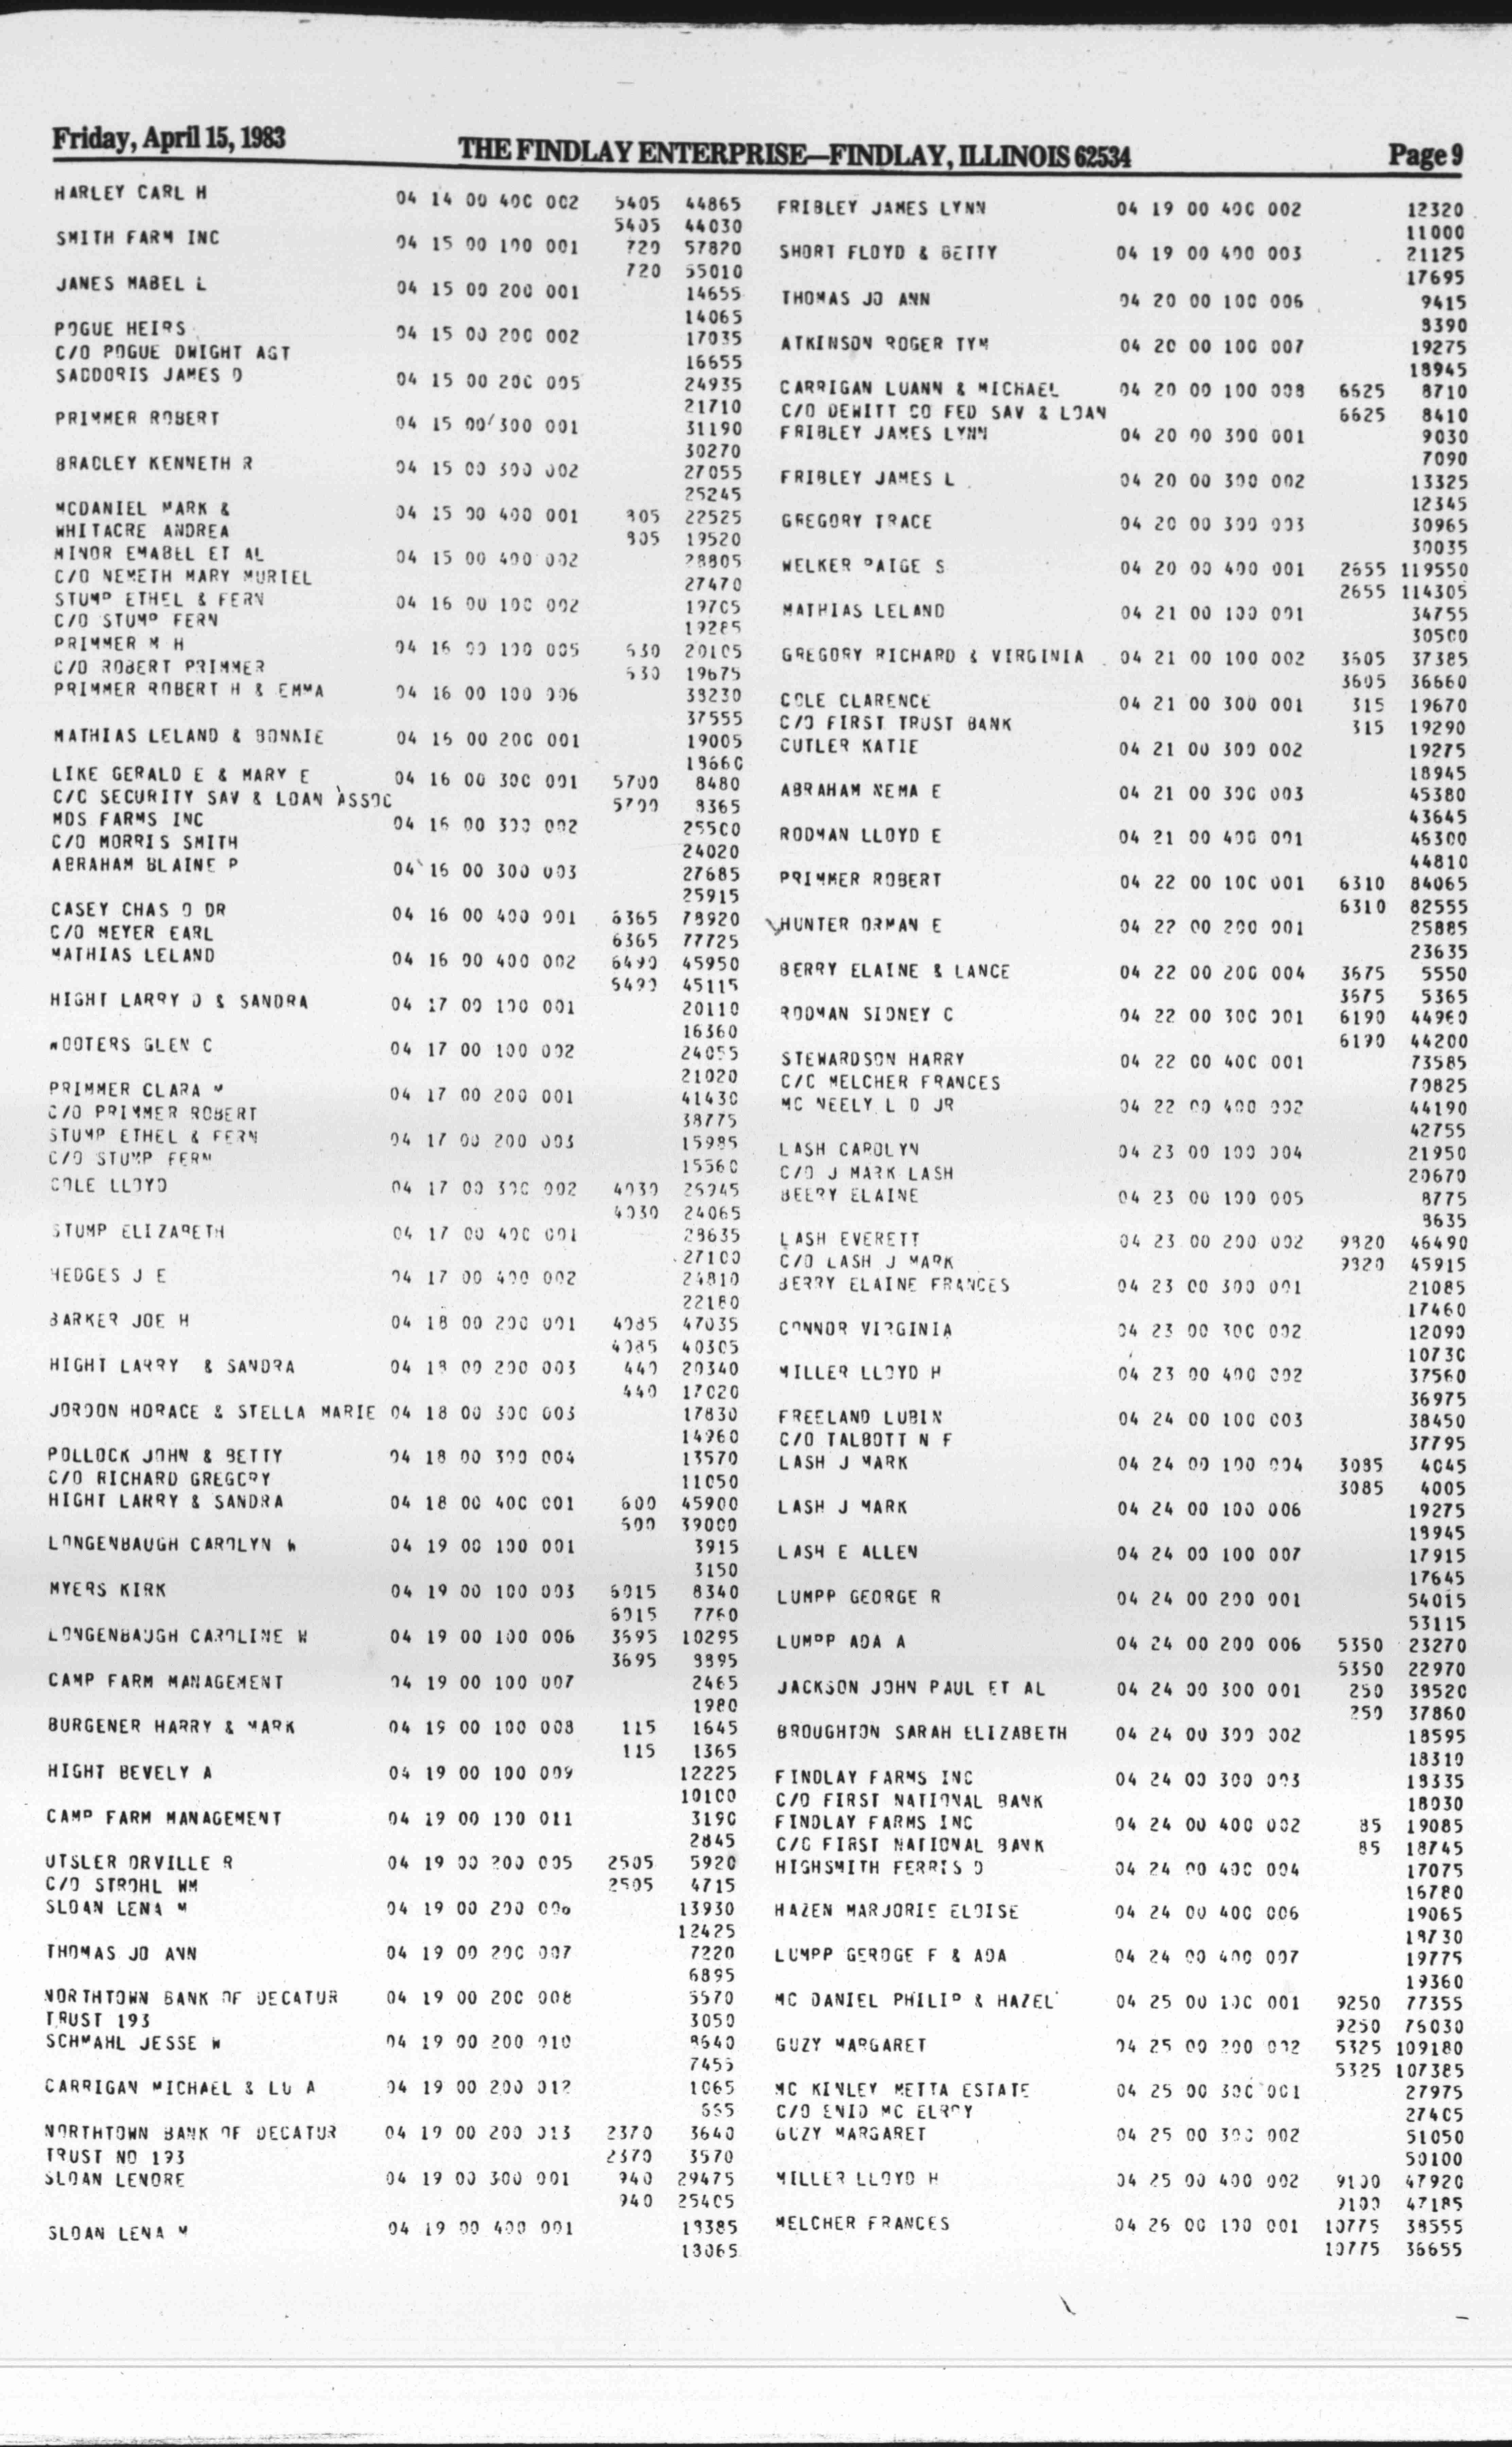 Friday, April 15, 1983
THE FINDLAY ENTERPRISE—FINDLAY, ILLINOIS 62534
Page 9
HARLEY CARL H 04 14 00 400 002 5405 44865
5405 44030
SMITH FARM INC 04 15 00 100 001 720 57820
720 55010
JANES MABEL L 04 15 00 200 001 14655
14065
POGUE HEIRS 04 15 00 200 002 17035
C/O POGUE DWIGHT AGT 16655
SADDORIS JAMES D 04 15 00 200 005 24935
21710
PRIMMER ROBERT 04 15 00 300 001 31190
30270
BRADLEY KENNETH R 04 15 00 300 002 27055
25245
MCDANIEL MARK & 04 15 00 400 001 805 22525
WHITACRE ANDREA 805 19520
MINOR EMABEL ET AL 04 15 00 400 002 28805
C/O NEMETH MARY MURIEL 27470
STUMP ETHEL & FERN 04 16 00 100 002 19705
C/O STUMP FERN 19285
PRIMMER M H 04 16 00 100 005 630 20105
C/O ROBERT PRIMMER 630 19675
PRIMMER ROBERT H & EMMA 04 16 00 100 006 38230
37555
MATHIAS LELAND & BONNIE 04 16 00 200 001 19005
18660
LIKE GERALD E & MARY E 04 16 00 300 001 5700 8480
C/C SECURITY SAV & LOAN ASSOC 5700 8365
MDS FARMS INC 04 16 00 300 002 25500
C/O MORRIS SMITH 24020
ABRAHAM BLAINE P 04 16 00 300 003 27685
25915
CASEY CHAS O DR 04 16 00 400 001 6365 78920
C/O MEYER EARL 6365 77725
MATHIAS LELAND 04 16 00 400 002 6490 45950
6490 45115
HIGHT LARRY D & SANDRA 04 17 00 100 001 20110
16360
WOOTERS GLEN C 04 17 00 100 002 24055
21020
PRIMMER CLARA M 04 17 00 200 001 41430
C/O PRIMMER ROBERT 38775
STUMP ETHEL & FERN 04 17 00 200 003 15985
C/O STUMP FERN 15560
COLE LLOYD 04 17 00 300 002 4030 25945
4030 24065
STUMP ELIZABETH 04 17 00 400 001 28635
27100
HEDGES J E 04 17 00 400 002 24810
22180
BARKER JOE H 04 18 00 200 001 4085 47035
4085 40305
HIGHT LARRY & SANDRA 04 18 00 200 003 440 20340
440 17020
JORDON HORACE & STELLA MARIE 04 18 00 300 003 17830
14960
POLLOCK JOHN & BETTY 04 18 00 300 004 13570
C/O RICHARD GREGORY 11050
HIGHT LARRY & SANDRA 04 18 00 400 001 600 45900
600 39000
LONGENBAUGH CAROLYN W 04 19 00 100 001 3915
3150
MYERS KIRK 04 19 00 100 003 6015 8340
6015 7760
LONGENBAUGH CAROLINE W 04 19 00 100 006 3695 10295
3695 8895
CAMP FARM MANAGEMENT 04 19 00 100 007 2465
1980
BURGENER HARRY & MARK 04 19 00 100 008 115 1645
115 1365
HIGHT BEVELY A 04 19 00 100 009 12225
10100
CAMP FARM MANAGEMENT 04 19 00 100 011 3190
2845
UTSLER ORVILLE R 04 19 00 200 005 2505 5920
C/O STROHL WM 2505 4715
SLOAN LENA M 04 19 00 200 006 13930
12425
THOMAS JO ANN 04 19 00 200 007 7220
6895
NORTHTOWN BANK OF DECATUR 04 19 00 200 008 5570
TRUST 193 3050
SCHMAHL JESSE W 04 19 00 200 010 8640
7455
CARRIGAN MICHAEL & LU A 04 19 00 200 012 1065
665
NORTHTOWN BANK OF DECATUR 04 19 00 200 013 2370 3640
TRUST NO 193 2370 3570
SLOAN LENORE 04 19 00 300 001 940 29475
940 25405
SLOAN LENA M 04 19 00 400 001 18385
18065
FRIBLEY JAMES LYNN 04 19 00 400 002 12320
11000
SHORT FLOYD & BETTY 04 19 00 400 003 21125
17695
THOMAS JO ANN 04 20 00 100 006 9415
8390
ATKINSON ROGER TYM 04 20 00 100 007 19275
18945
CARRIGAN LUANN & MICHAEL 04 20 00 100 008 6625 8710
C/O DEWITT CO FED SAV & LOAN 6625 8410
FRIBLEY JAMES LYNN 04 20 00 300 001 9030
7090
FRIBLEY JAMES L 04 20 00 300 002 13325
12345
GREGORY TRACE 04 20 00 300 003 30965
30035
WELKER PAIGE S 04 20 00 400 001 2655 119550
2655 114305
MATHIAS LELAND 04 21 00 100 001 34755
30500
GREGORY RICHARD & VIRGINIA 04 21 00 100 002 3605 37385
3605 36660
COLE CLARENCE 04 21 00 300 001 315 19670
C/O FIRST TRUST BANK 315 19290
CUTLER KATIE 04 21 00 300 002 19275
18945
ABRAHAM NEMA E 04 21 00 300 003 45380
43645
RODMAN LLOYD E 04 21 00 400 001 46300
44810
PRIMMER ROBERT 04 22 00 100 001 6310 84065
6310 82555
HUNTER ORMAN E 04 22 00 200 001 25885
23635
BERRY ELAINE & LANCE 04 22 00 200 004 3675 5550
3675 5365
RODMAN SIDNEY C 04 22 00 300 001 6190 44960
6190 44200
STEWARDSON HARRY 04 22 00 400 001 73585
C/C MELCHER FRANCES 70825
MC NEELY L D JR 04 22 00 400 002 44190
42755
LASH CAROLYN 04 23 00 100 004 21950
C/O J MARK LASH 20670
BEERY ELAINE 04 23 00 100 005 8775
8635
LASH EVERETT 04 23 00 200 002 9820 46490
C/O LASH J MARK 9820 45915
BERRY ELAINE FRANCES 04 23 00 300 001 21085
17460
CONNOR VIRGINIA 04 23 00 300 002 12090
10730
MILLER LLOYD H 04 23 00 400 002 37560
36975
FREELAND LUBIN 04 24 00 100 003 38450
C/O TALBOTT N F 37795
LASH J MARK 04 24 00 100 004 3085 4045
3085 4005
LASH J MARK 04 24 00 100 006 19275
18945
LASH E ALLEN 04 24 00 100 007 17915
17645
LUMPP GEORGE R 04 24 00 200 001 54015
53115
LUMPP ADA A 04 24 00 200 006 5350 23270
5350 22970
JACKSON JOHN PAUL ET AL 04 24 00 300 001 250 38520
250 37860
BROUGHTON SARAH ELIZABETH 04 24 00 300 002 18595
18310
FINDLAY FARMS INC 04 24 00 300 003 18335
C/O FIRST NATIONAL BANK 18030
FINDLAY FARMS INC 04 24 00 400 002 85 19085
C/C FIRST NATIONAL BANK 85 18745
HIGHSMITH FERRIS D 04 24 00 400 004 17075
16780
HAZEN MARJORIE ELOISE 04 24 00 400 006 19065
18730
LUMPP GEROGE F & ADA 04 24 00 400 007 19775
19360
MC DANIEL PHILIP & HAZEL 04 25 00 100 001 9250 77355
9250 76030
GUZY MARGARET 04 25 00 200 002 5325 109180
5325 107385
MC KINLEY METTA ESTATE 04 25 00 300 001 27975
C/O ENID MC ELROY 27405
GUZY MARGARET 04 25 00 300 002 51050
50100
MILLER LLOYD H 04 25 00 400 002 9100 47920
9100 47185
MELCHER FRANCES 04 26 00 100 001 10775 38555
10775 36655